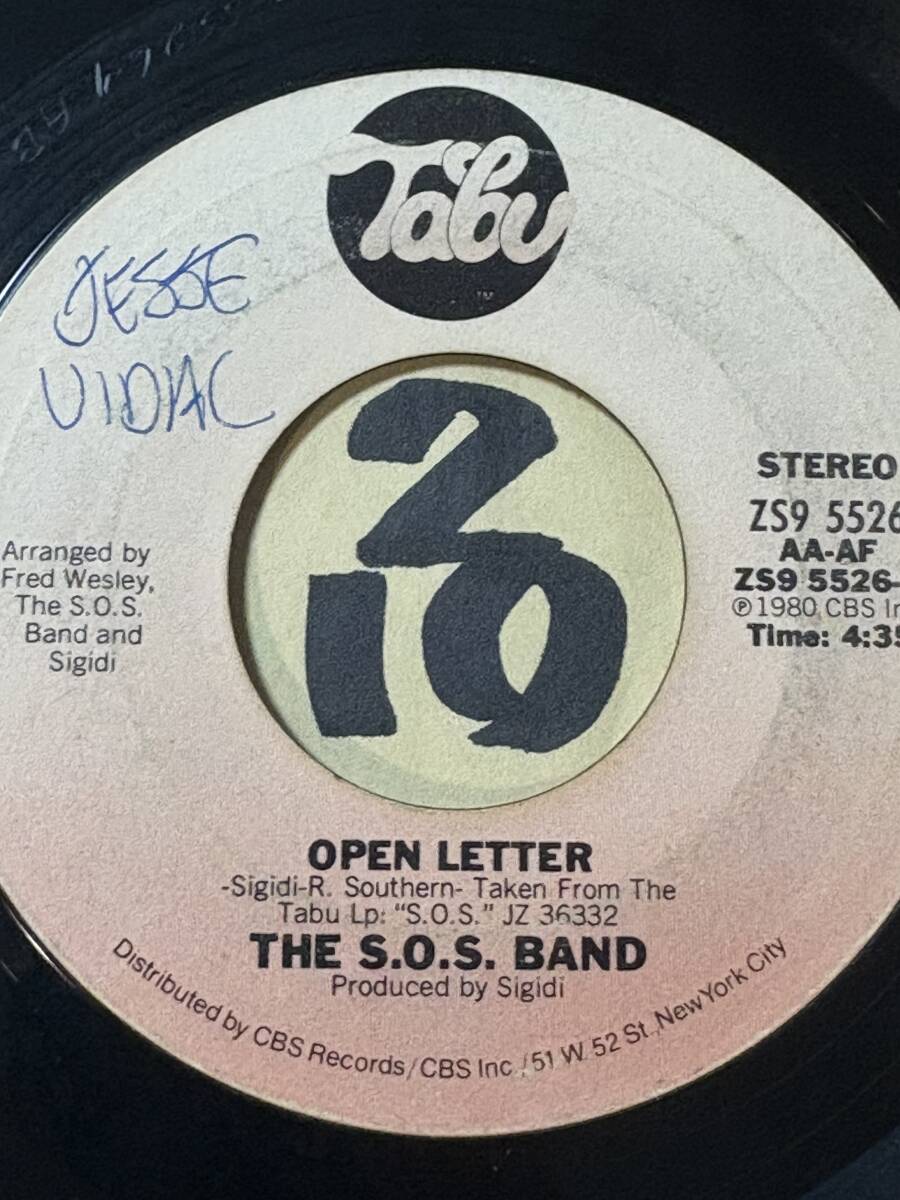 Tabu
TM
JESSE
VIDAL
2
10
STEREO
ZS9 5526
AA-AF
ZS9 5526-
℗1980 CBS In
Time: 4:35
Arranged by
Fred Wesley,
The S.O.S.
Band and
Sigidi
OPEN LETTER
-Sigidi-R. Southern- Taken From The
Tabu Lp: "S.O.S." JZ 36332
THE S.O.S. BAND
Produced by Sigidi
Distributed by CBS Records/CBS Inc./51 W. 52 St., New York City